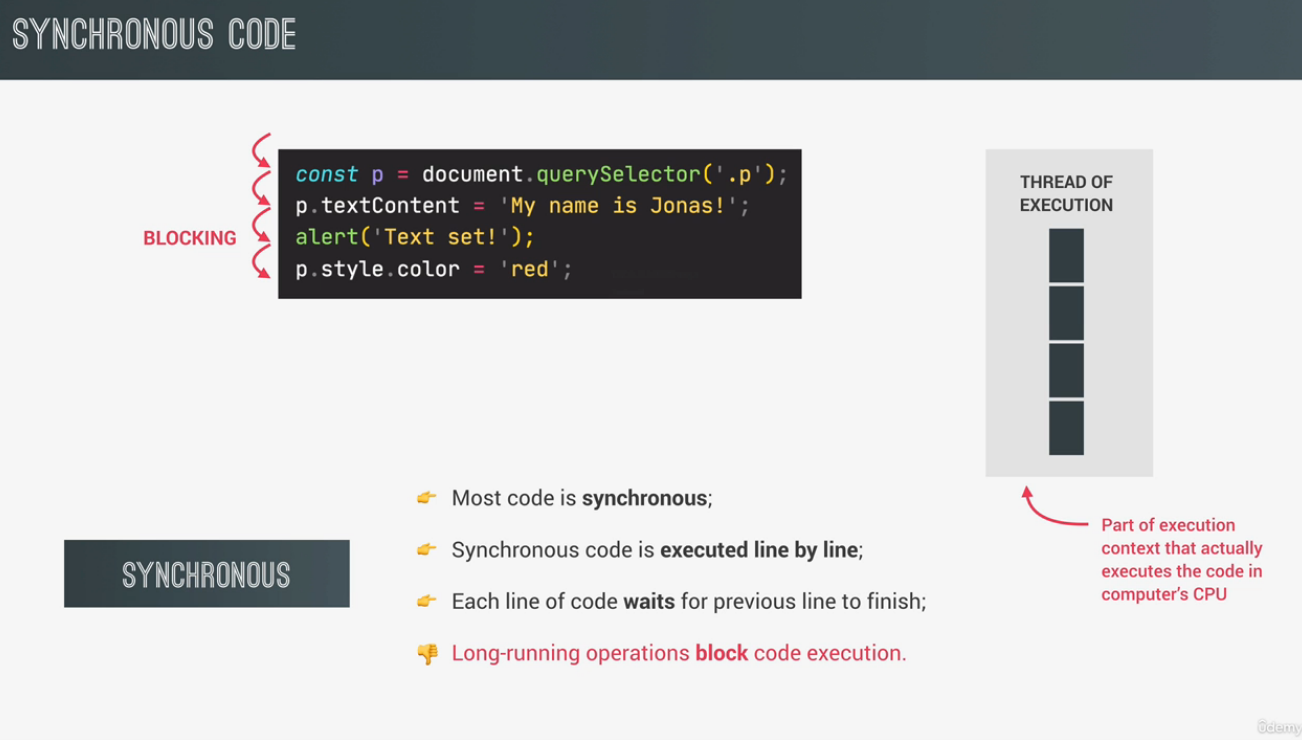 SYNCHRONOUS CODE
BLOCKING
const p = document.querySelector('.p');
p.textContent = 'My name is Jonas!';
alert('Text set!');
p.style.color = 'red';
THREAD OF
EXECUTION
Part of execution
context that actually
executes the code in
computer's CPU
SYNCHRONOUS
👉 Most code is synchronous;
👉 Synchronous code is executed line by line;
👉 Each line of code waits for previous line to finish;
👎 Long-running operations block code execution.
ûdemy